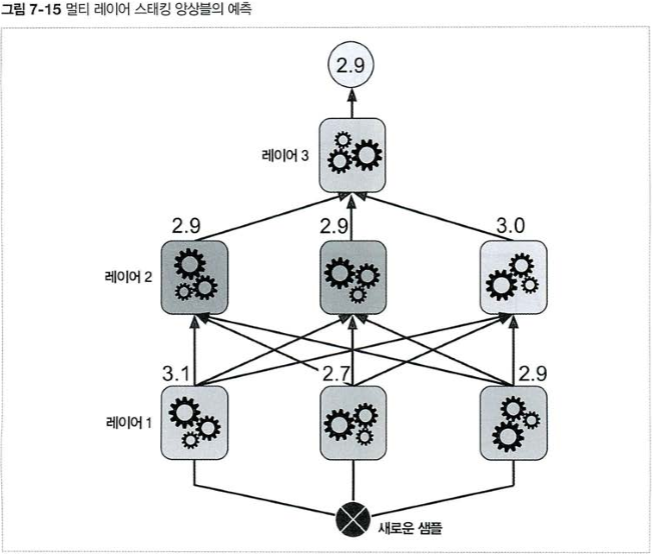 그림 7-15 멀티 레이어 스태킹 앙상블의 예측
2.9
레이어 3
2.9 2.9 3.0
레이어 2
3.1 2.7 2.9
레이어 1
새로운 샘플